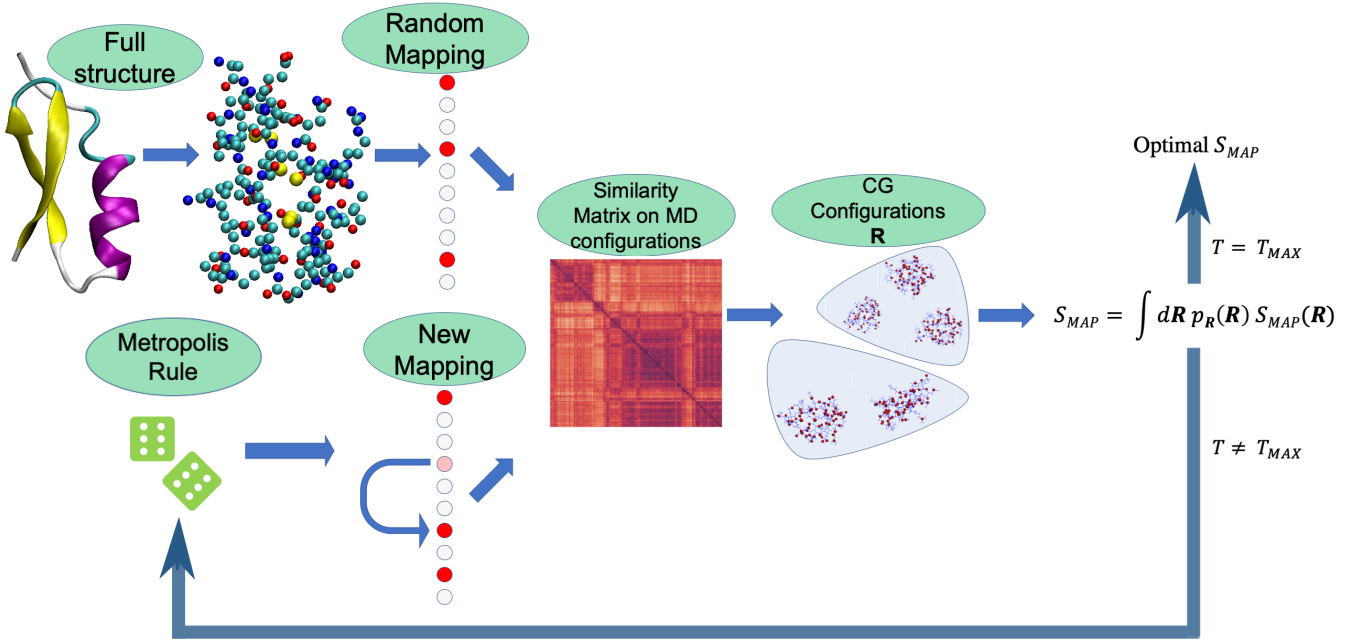 Full
structure
Random
Mapping
Similarity
Matrix on MD
configurations
CG
Configurations
R
Optimal S_MAP
T = T_MAX
S_MAP = ∫ dR p_R(R) S_MAP(R)
T ≠ T_MAX
Metropolis
Rule
New
Mapping